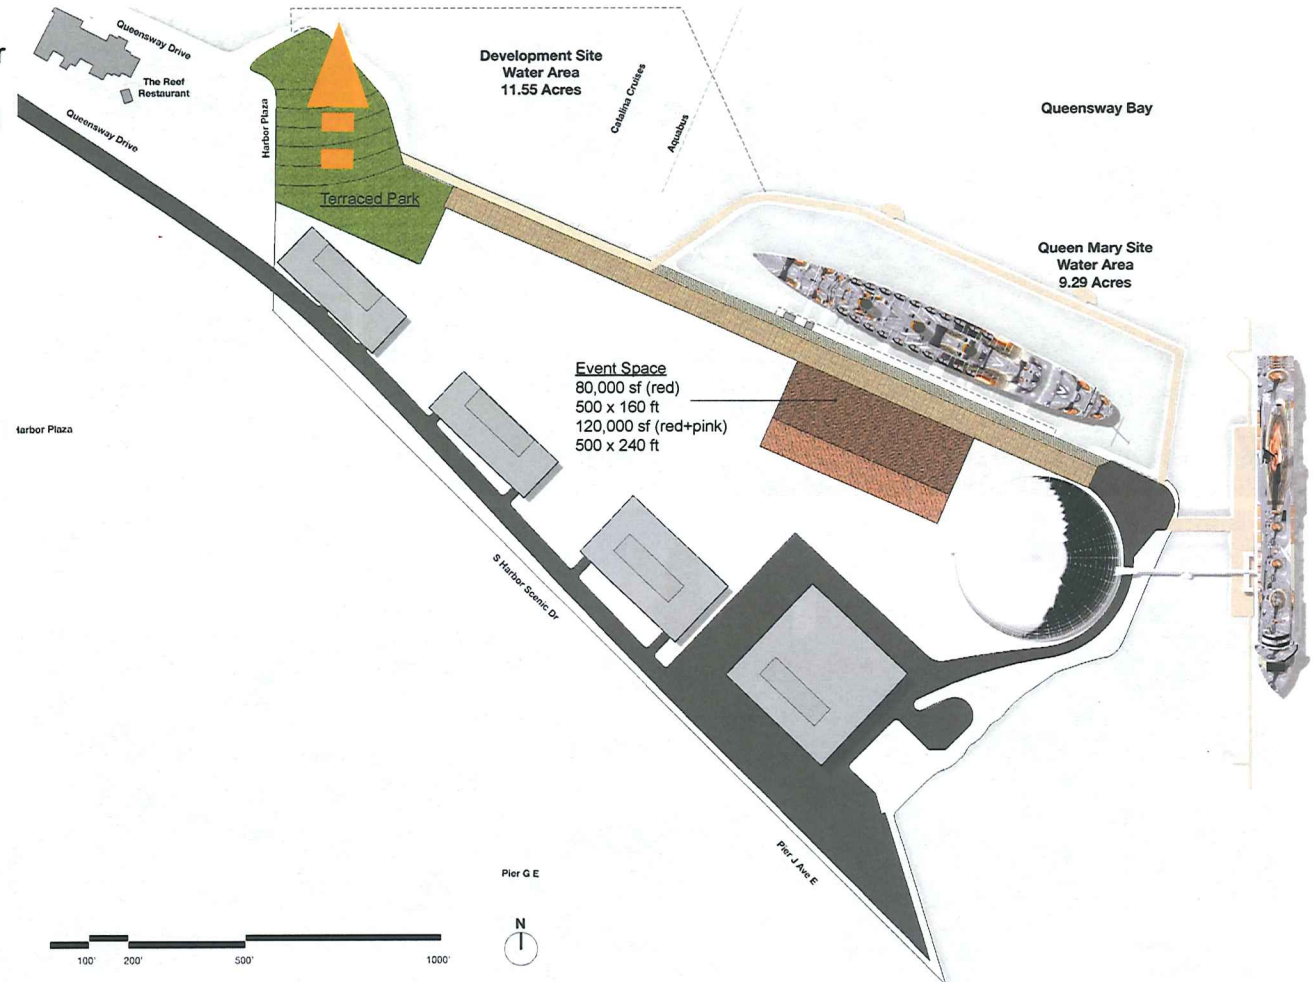 r
Queensway Drive
The Reef
Restaurant
Queensway Drive
Harbor Plaza
Development Site
Water Area
11.55 Acres
Catalina Cruises
Aquabus
Queensway Bay
Terraced Park
Queen Mary Site
Water Area
9.29 Acres
Event Space
80,000 sf (red)
500 x 160 ft
120,000 sf (red+pink)
500 x 240 ft
Harbor Plaza
S Harbor Scenic Dr
Pier J Ave E
Pier G E
N
100' 200' 500' 1000'